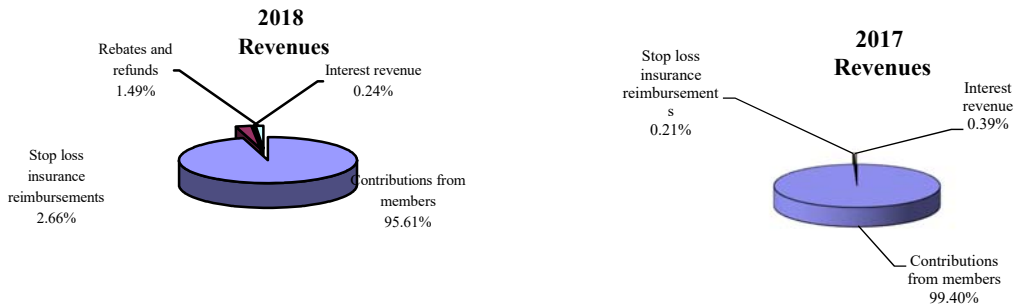 2018
Revenues
Rebates and
refunds
1.49%
Interest revenue
0.24%
Stop loss
insurance
reimbursements
2.66%
Contributions from
members
95.61%
2017
Revenues
Stop loss
insurance
reimbursement
s
0.21%
Interest
revenue
0.39%
Contributions
from members
99.40%